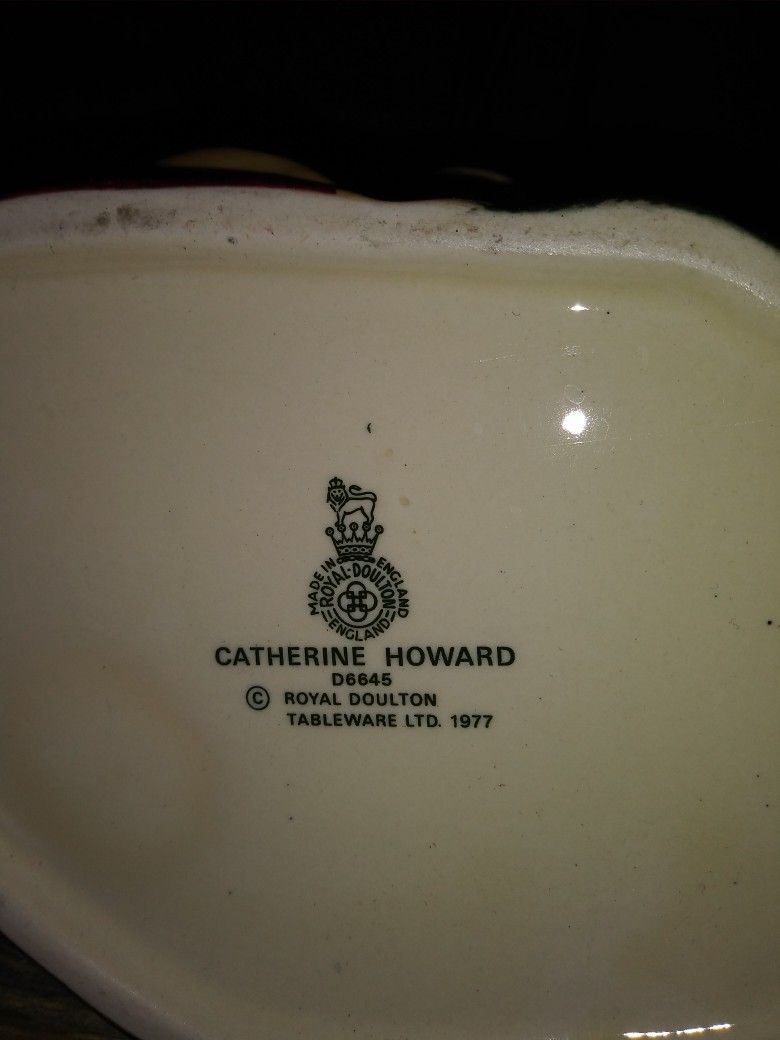 MADE IN ENGLAND
ROYAL·DOULTON
ENGLAND
CATHERINE HOWARD
D6645
© ROYAL DOULTON
TABLEWARE LTD. 1977